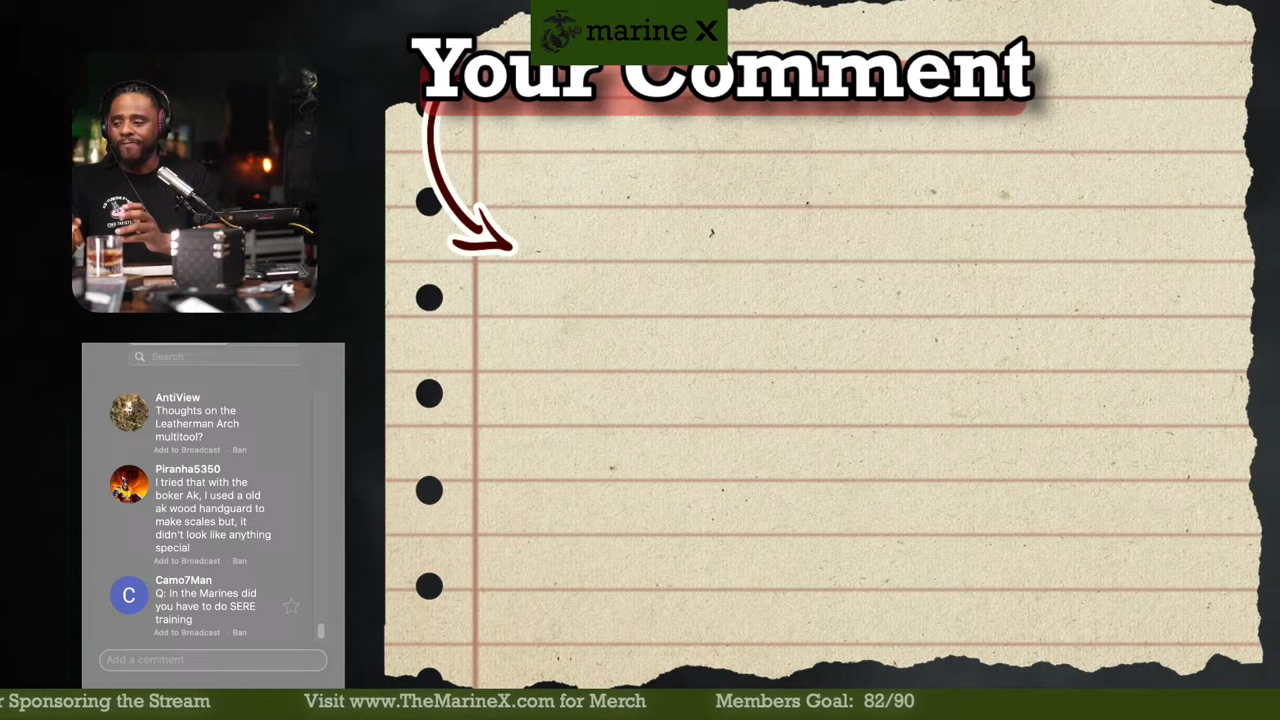 marine X
Your Comment
Search
AntiView
Thoughts on the
Leatherman Arch
multitool?
Add to Broadcast · Ban
Piranha5350
I tried that with the
boker Ak, I used a old
ak wood handguard to
make scales but, it
didn't look like anything
special
Add to Broadcast · Ban
C
Camo7Man
Q: In the Marines did
you have to do SERE
training
Add to Broadcast · Ban
Add a comment
r Sponsoring the Stream
Visit www.TheMarineX.com for Merch
Members Goal: 82/90